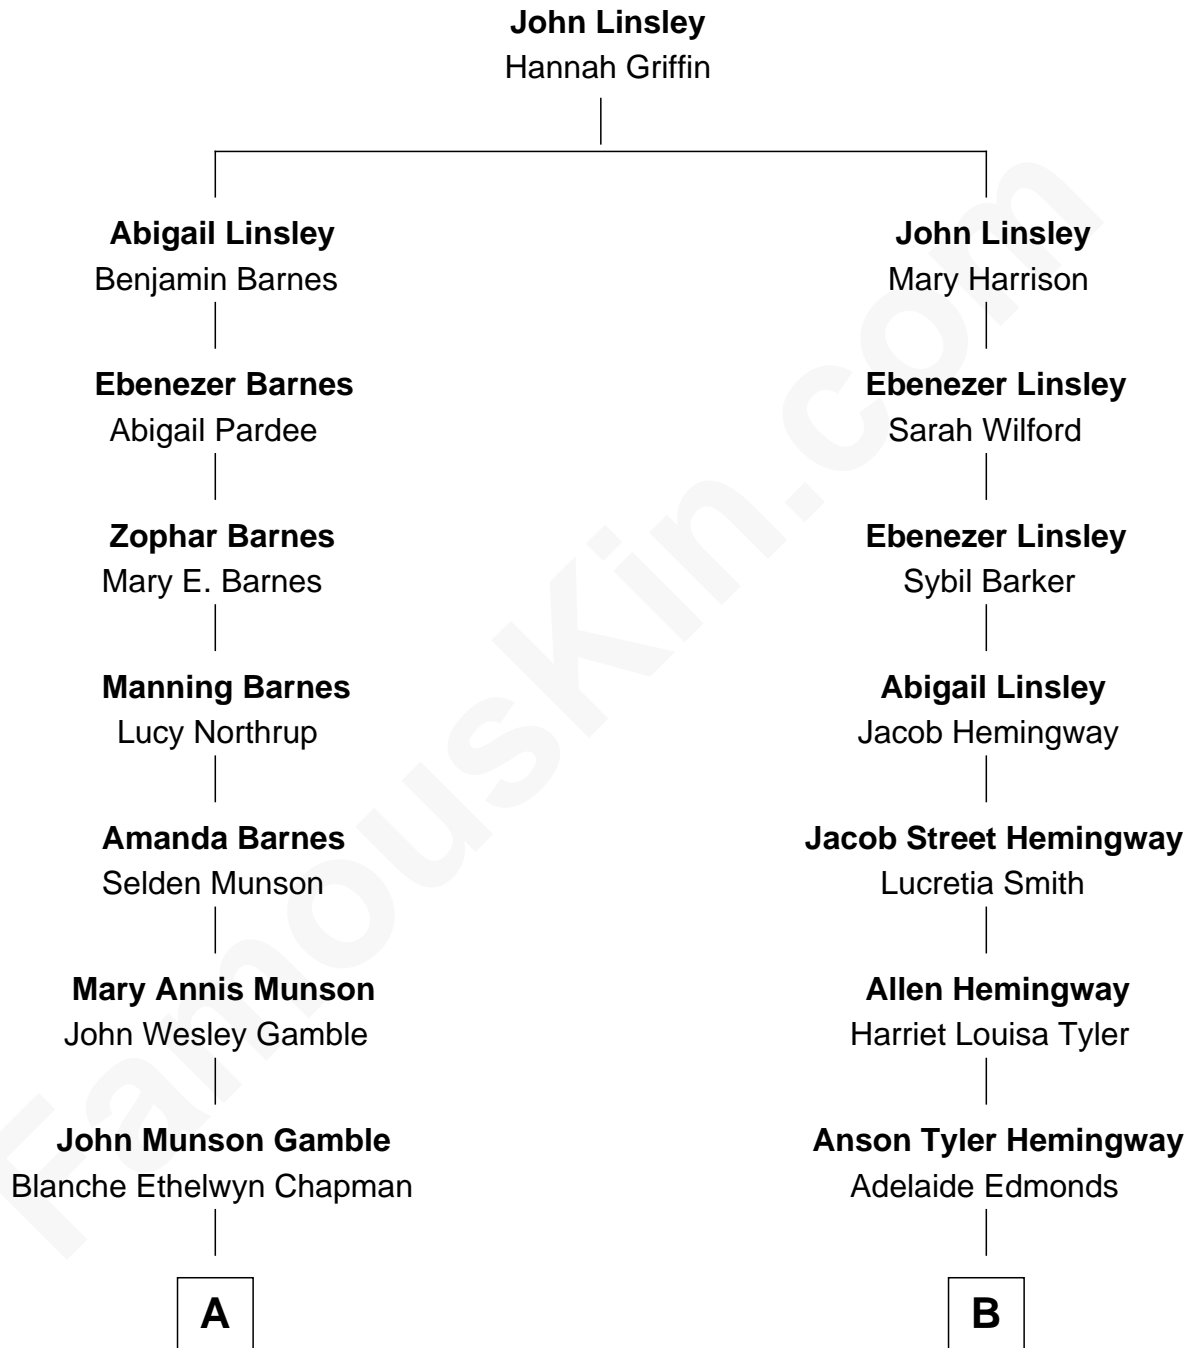 John Linsley
Hannah Griffin
Abigail Linsley
Benjamin Barnes
John Linsley
Mary Harrison
Ebenezer Barnes
Abigail Pardee
Ebenezer Linsley
Sarah Wilford
Zophar Barnes
Mary E. Barnes
Ebenezer Linsley
Sybil Barker
Manning Barnes
Lucy Northrup
Abigail Linsley
Jacob Hemingway
Amanda Barnes
Selden Munson
Jacob Street Hemingway
Lucretia Smith
Mary Annis Munson
John Wesley Gamble
Allen Hemingway
Harriet Louisa Tyler
John Munson Gamble
Blanche Ethelwyn Chapman
Anson Tyler Hemingway
Adelaide Edmonds
A
B
FamousKin.com